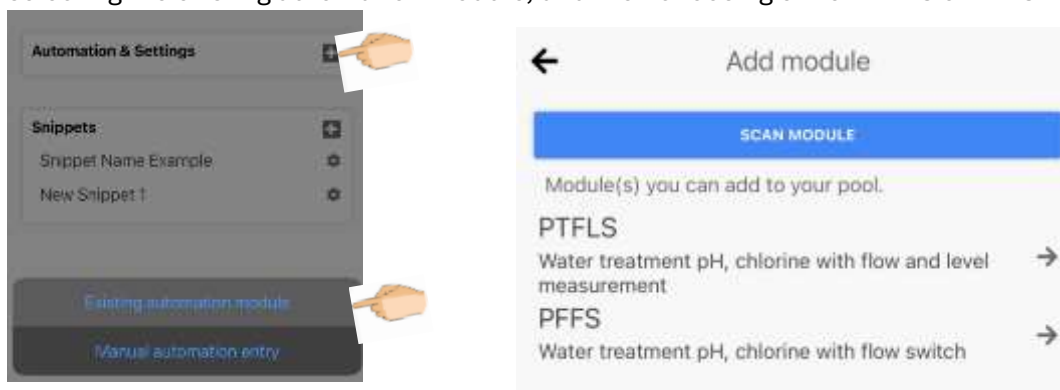 Automation & Settings
Snippets
Snippet Name Example
New Snippet 1
Existing automation module
Manual automation entry
Add module
SCAN MODULE
Module(s) you can add to your pool.
PTFLS
Water treatment pH, chlorine with flow and level
measurement
PFFS
Water treatment pH, chlorine with flow switch